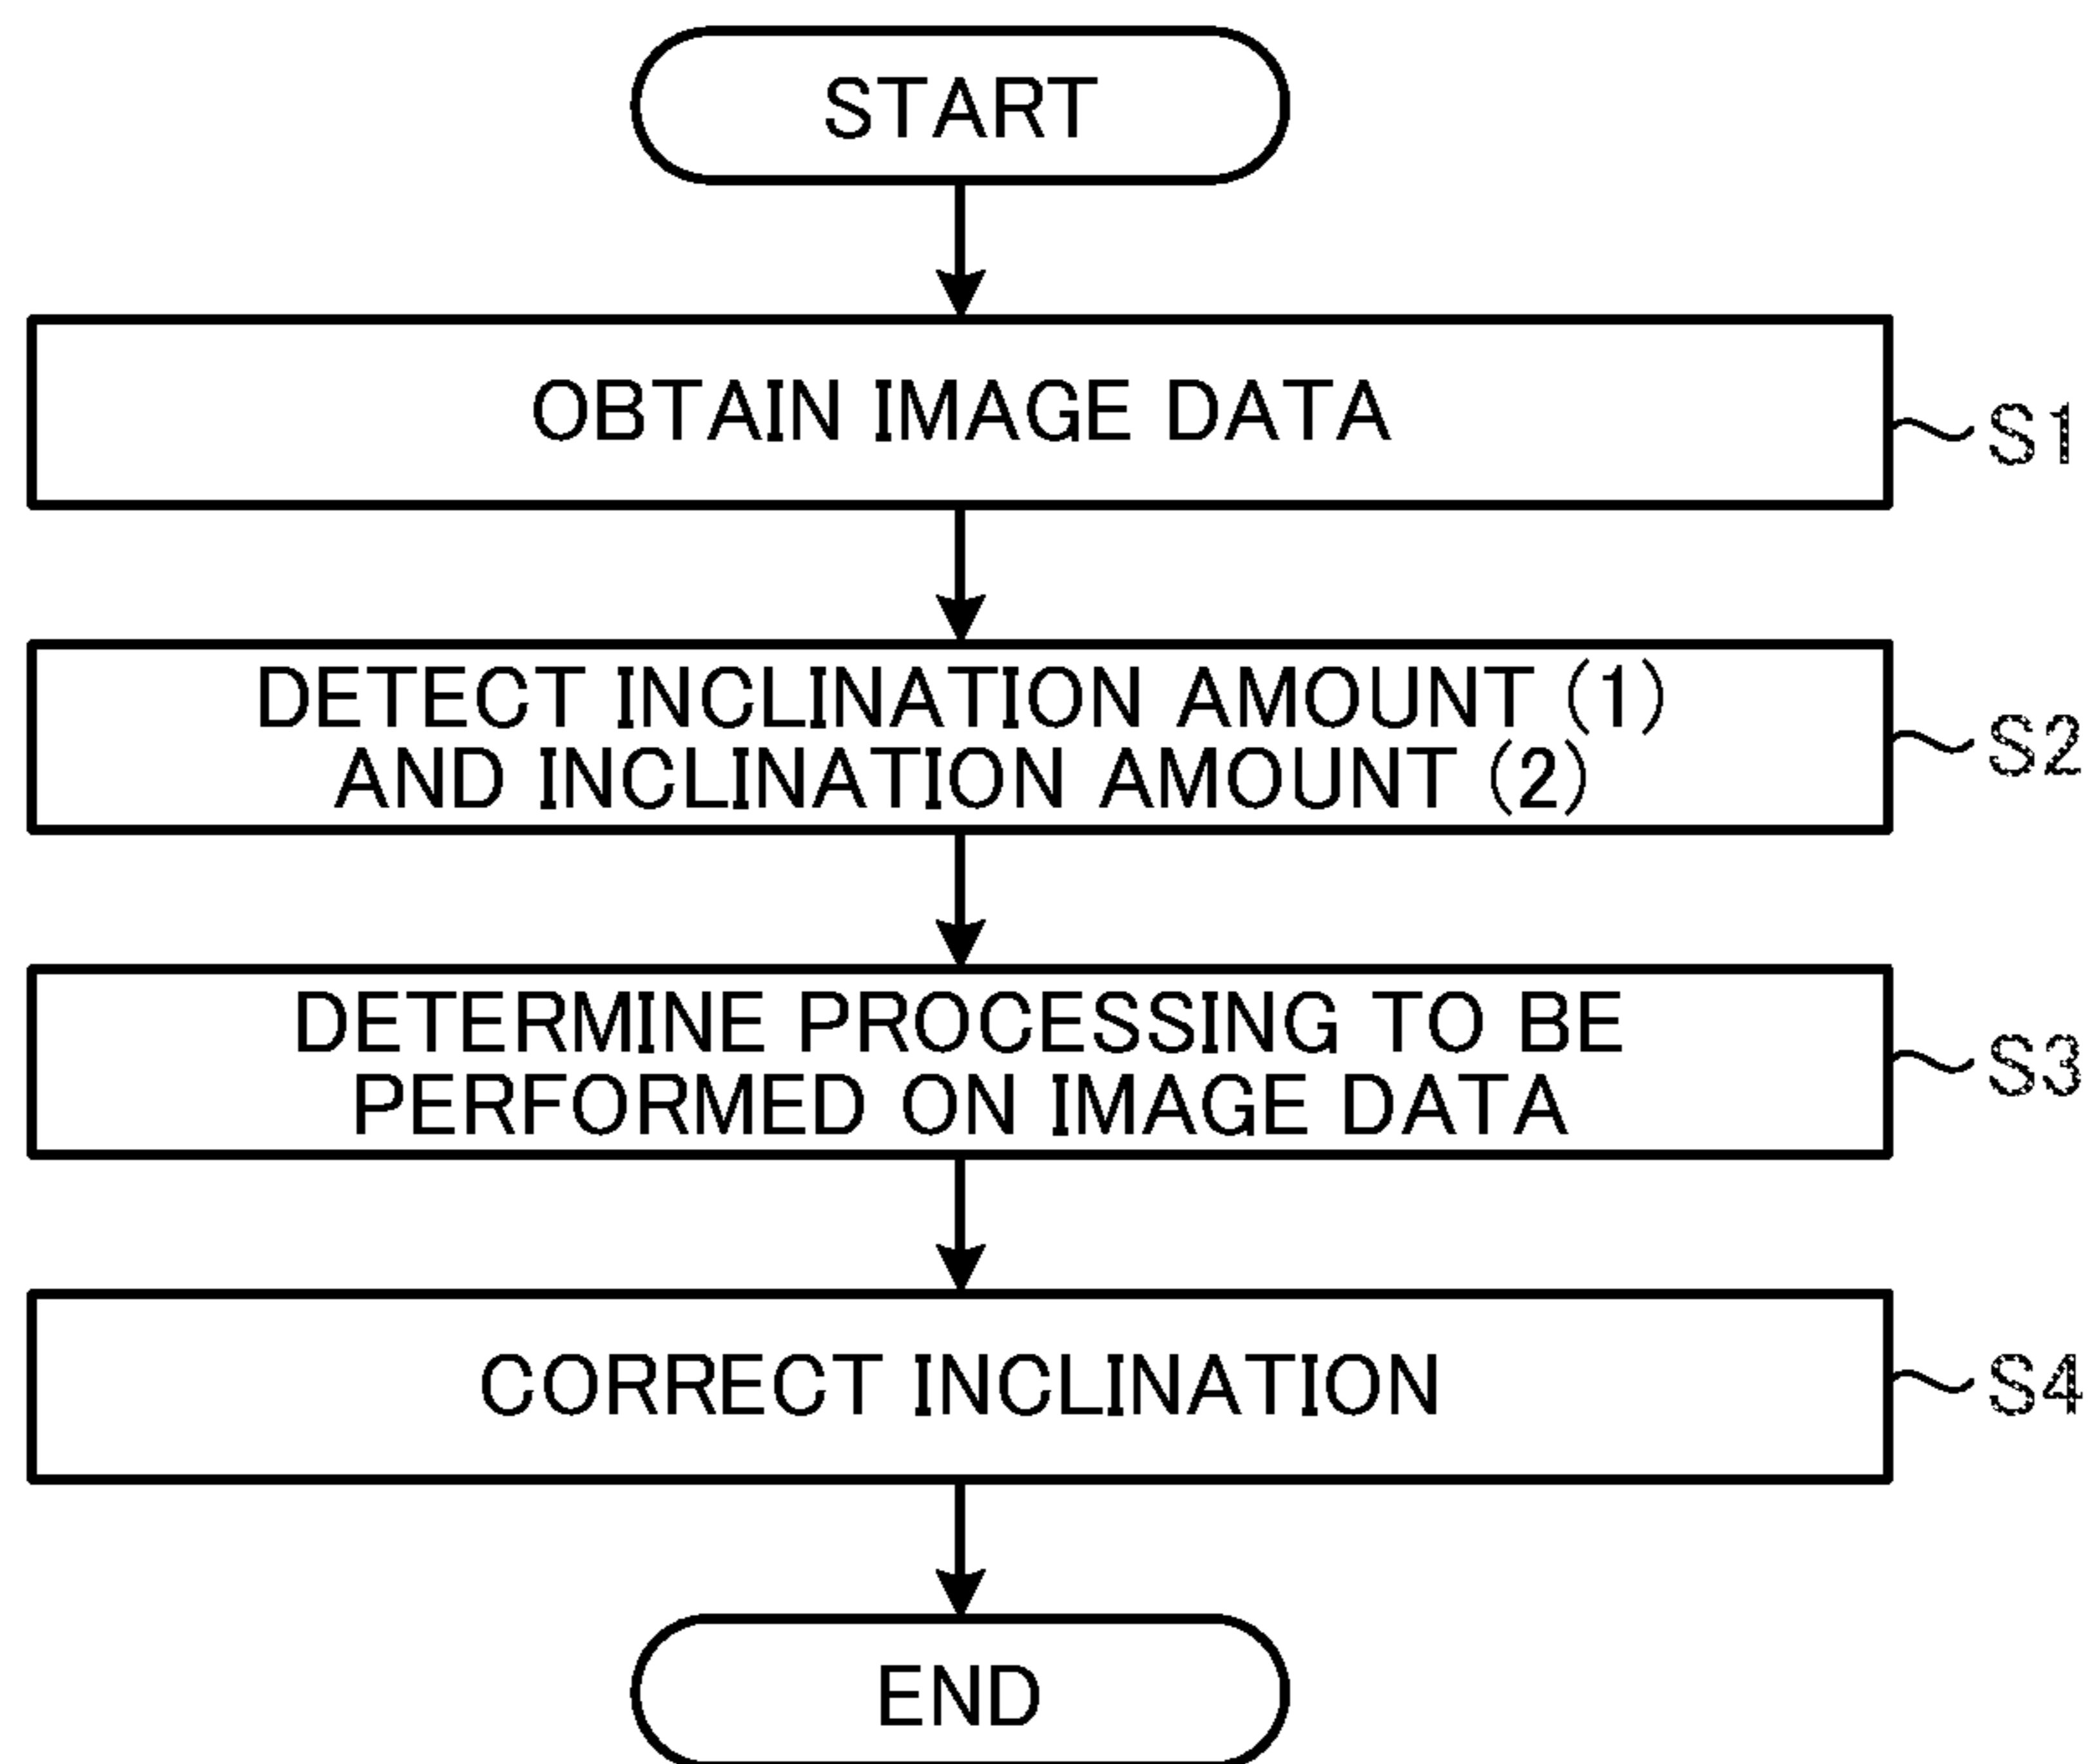 START
OBTAIN IMAGE DATA
S1
DETECT INCLINATION AMOUNT (1)
AND INCLINATION AMOUNT (2)
S2
DETERMINE PROCESSING TO BE
PERFORMED ON IMAGE DATA
S3
CORRECT INCLINATION
S4
END